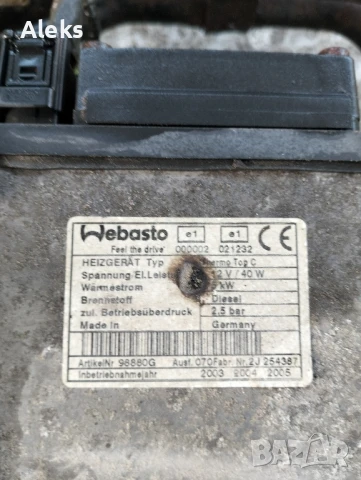 Aleks
Webasto
Feel the drive
e1 e1
000002 021232
HEIZGERÄT Typ Thermo Top C
Spannung El.Leist 12 V / 40 W
Wärmestrom kW
Brennstoff Diesel
zul. Betriebsüberdruck 2.5 bar
Made in Germany
ArtikelNr 98880G Ausf. 070 Fabr. Nr. 2J 254387
Inbetriebnahmejahr 2003 2004 2005
bazar